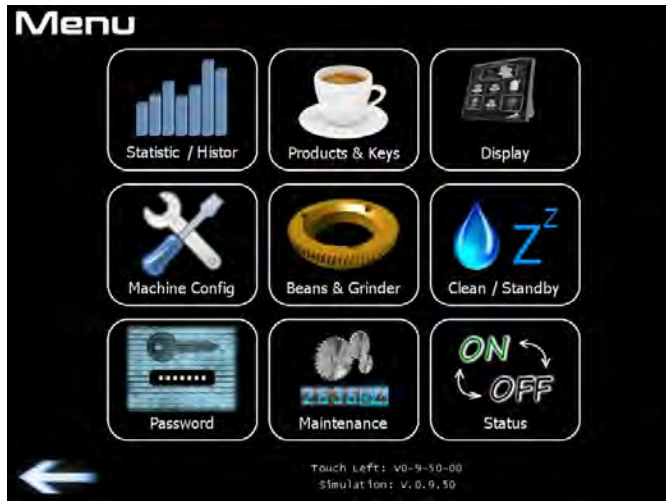 Menu
Statistic / Histor
Products & Keys
Display
Machine Config
Beans & Grinder
Clean / Standby
Password
Maintenance
ON
OFF
Status
Touch Left: V0-9-50-00
Simulation: V.0.9.50